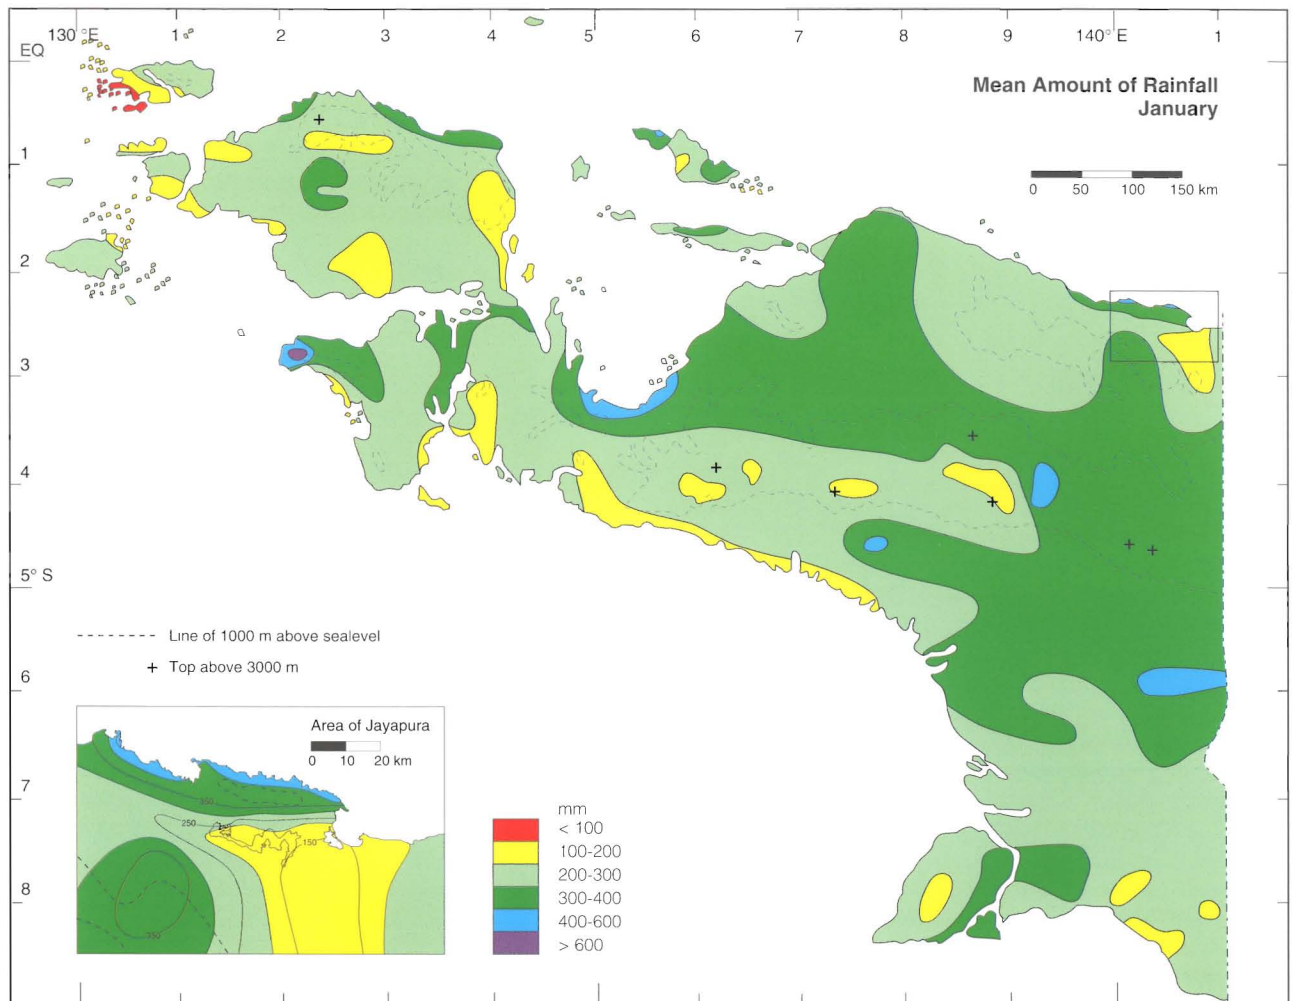 130° E 1 2 3 4 5 6 7 8 9 140° E 1
EQ
Mean Amount of Rainfall
January
1
0 50 100 150 km
2
3
4
5° S
Line of 1000 m above sealevel
+ Top above 3000 m
6
Area of Jayapura
0 10 20 km
7
350
250
150
350
8
mm
< 100
100-200
200-300
300-400
400-600
> 600